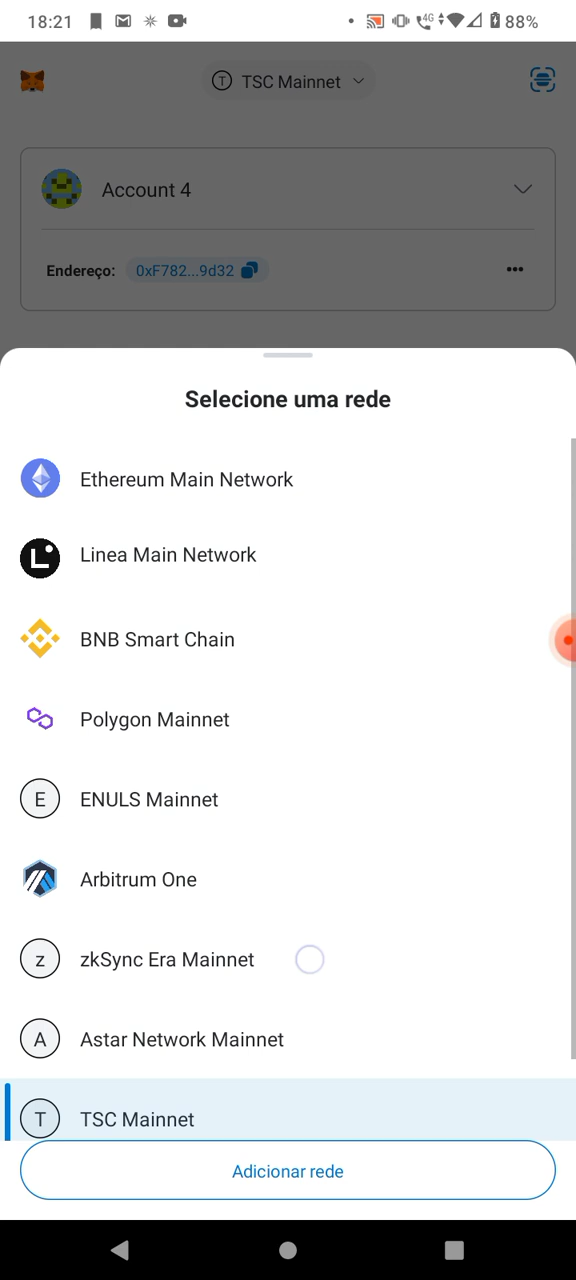 18:21
4G
88%
T TSC Mainnet
Account 4
Endereço: 0xF782...9d32
Selecione uma rede
Ethereum Main Network
L Linea Main Network
BNB Smart Chain
Polygon Mainnet
E ENULS Mainnet
Arbitrum One
z zkSync Era Mainnet
A Astar Network Mainnet
T TSC Mainnet
Adicionar rede